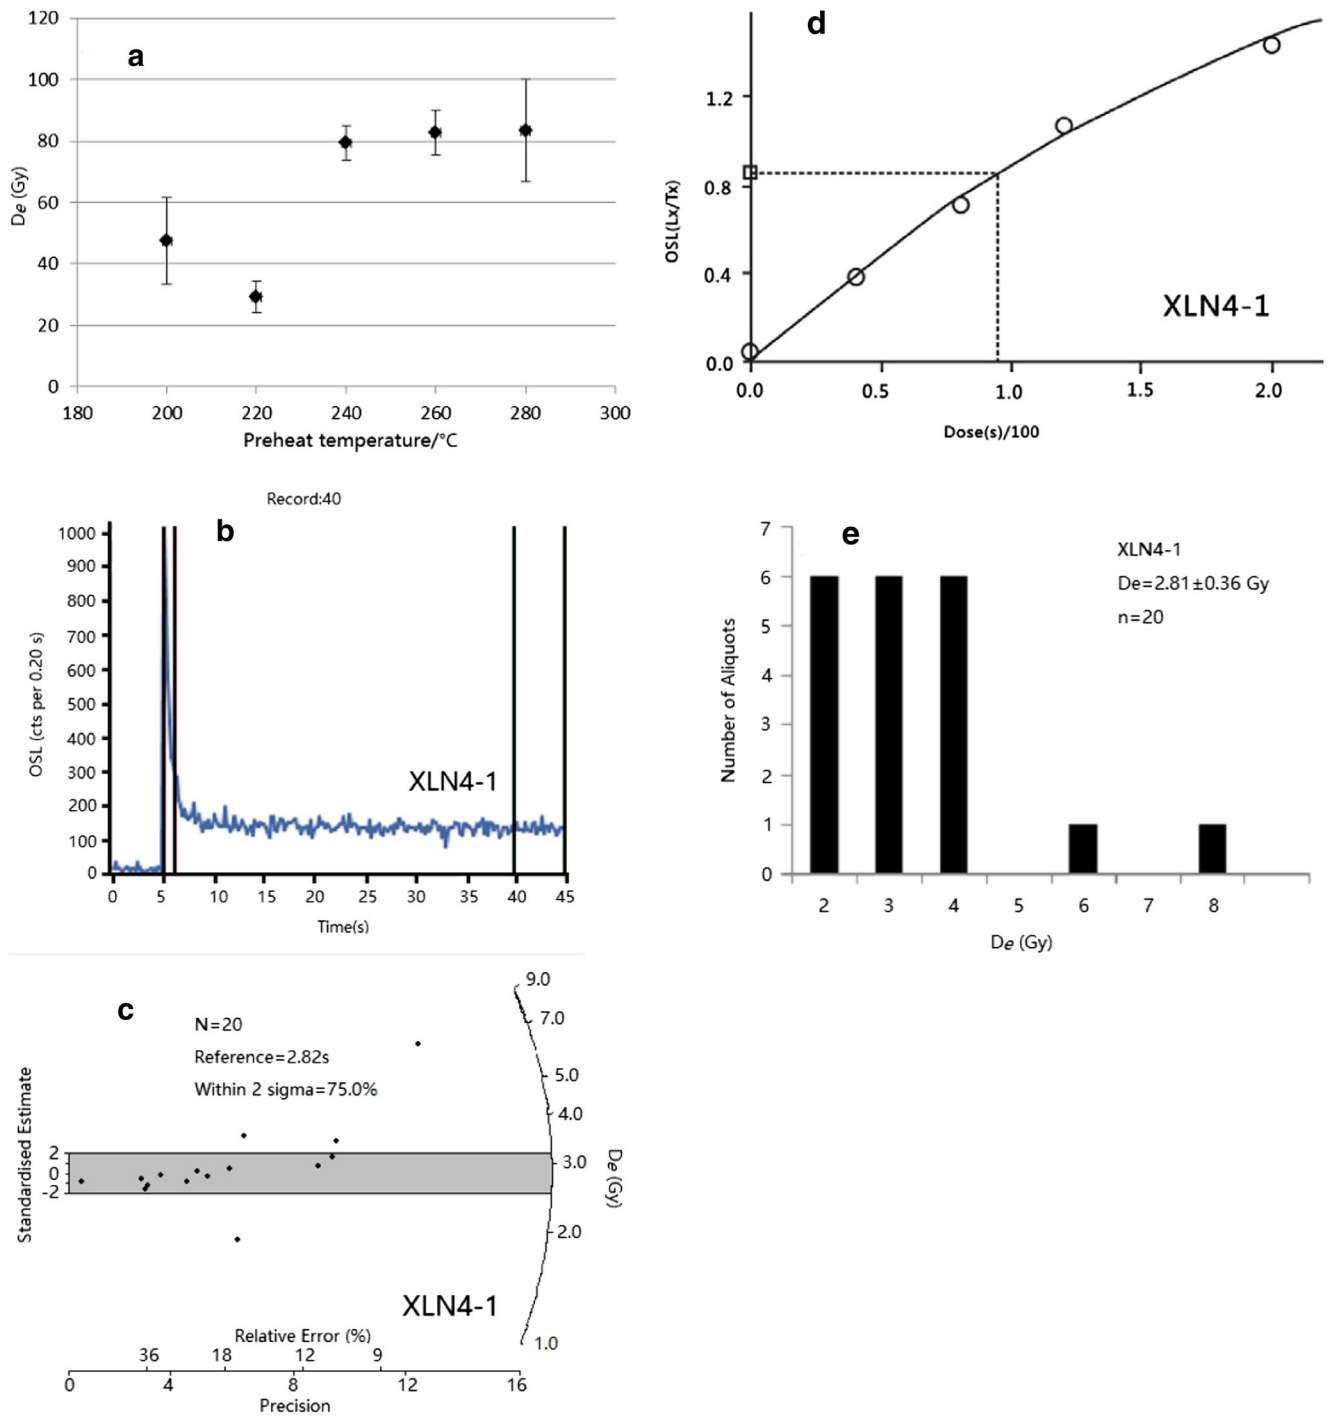 a
120
100
80
60
40
20
0
De (Gy)
180 200 220 240 260 280 300
Preheat temperature/°C
d
1.2
0.8
0.4
0.0
OSL(Lx/Tx)
XLN4-1
0.0 0.5 1.0 1.5 2.0
Dose(s)/100
Record:40
b
1000
900
800
700
600
500
400
300
200
100
0
OSL (cts per 0.20 s)
XLN4-1
0 5 10 15 20 25 30 35 40 45
Time(s)
e
7
6
5
4
3
2
1
0
Number of Aliquots
XLN4-1
De=2.81±0.36 Gy
n=20
2 3 4 5 6 7 8
De (Gy)
c
N=20
Reference=2.82s
Within 2 sigma=75.0%
Standardised Estimate
2
0
-2
9.0
7.0
5.0
4.0
3.0
2.0
1.0
De (Gy)
XLN4-1
Relative Error (%)
36 18 12 9
0 4 8 12 16
Precision